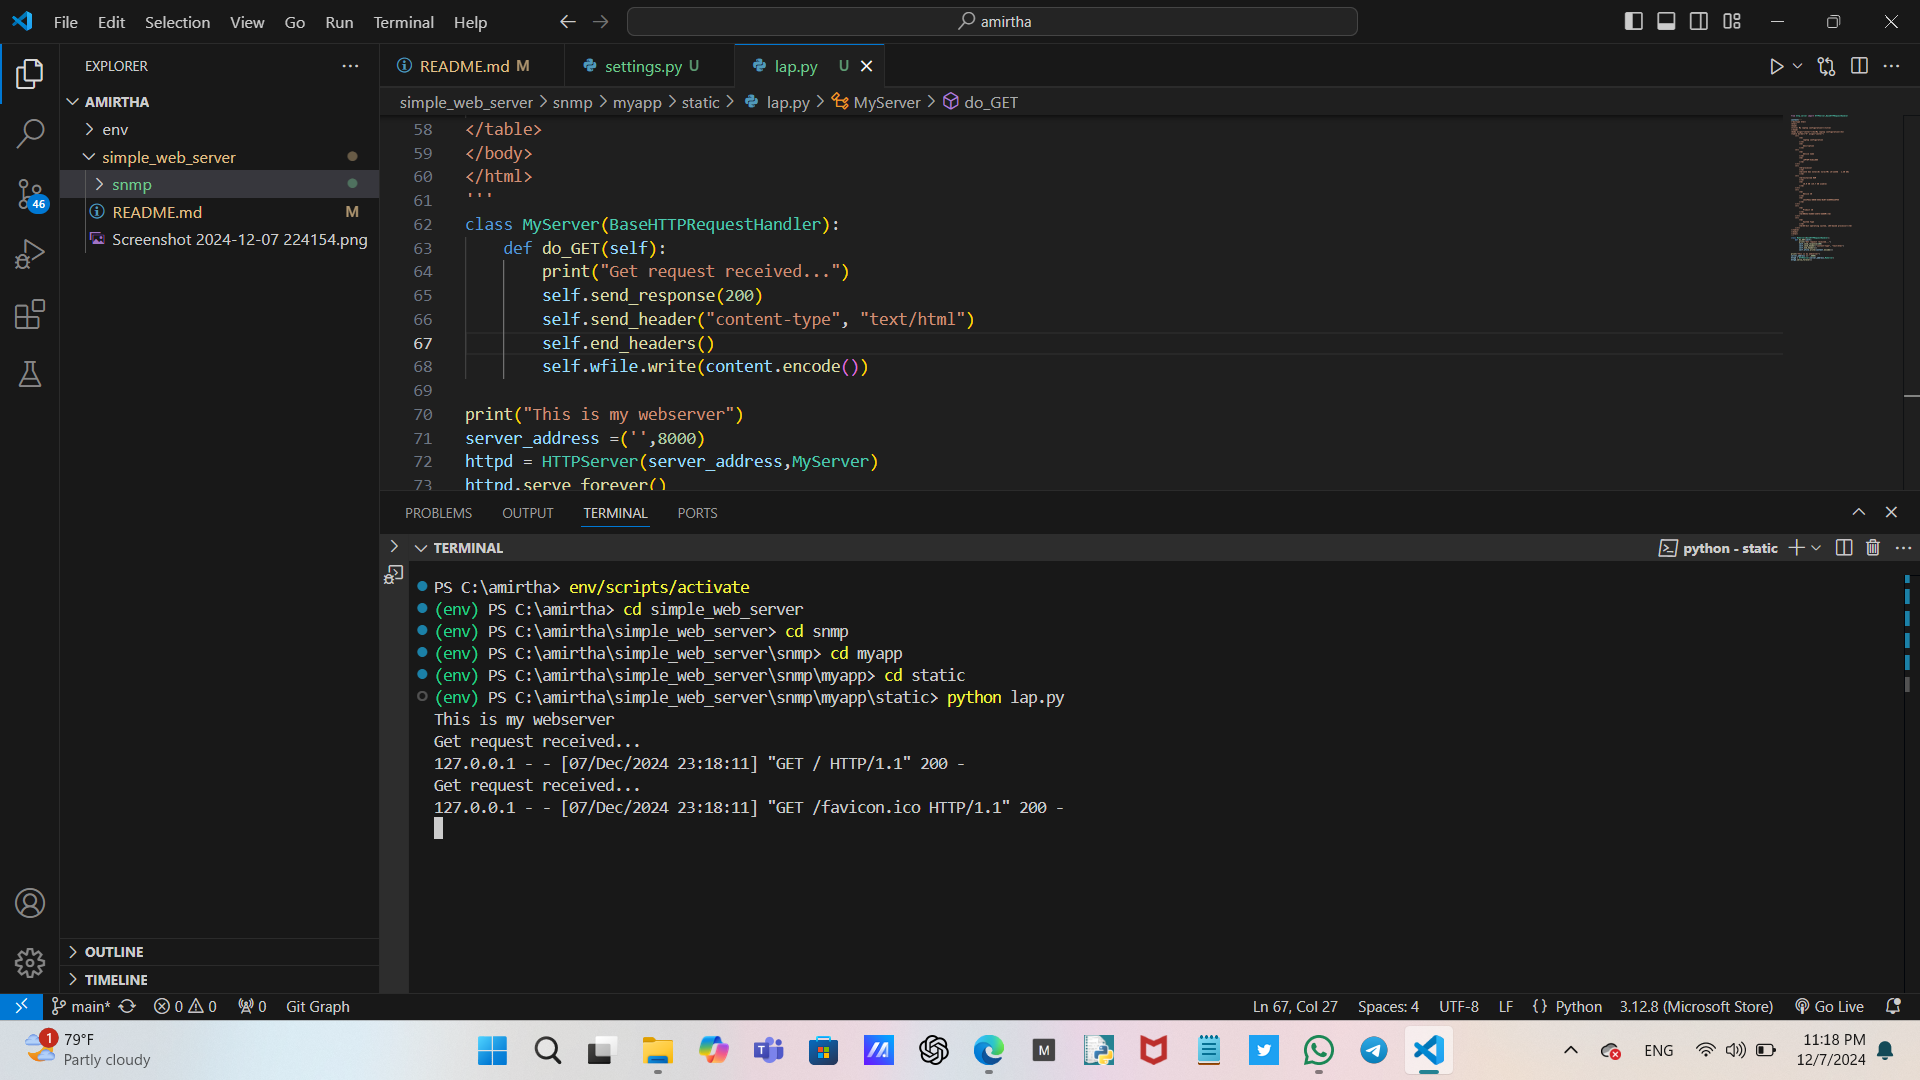 File Edit Selection View Go Run Terminal Help
amirtha
EXPLORER
README.md M
settings.py U
lap.py U
AMIRTHA
env
simple_web_server
snmp
README.md M
Screenshot 2024-12-07 224154.png
simple_web_server > snmp > myapp > static > lap.py > MyServer > do_GET
58 </table>
59 </body>
60 </html>
61 '''
62 class MyServer(BaseHTTPRequestHandler):
63 def do_GET(self):
64 print("Get request received...")
65 self.send_response(200)
66 self.send_header("content-type", "text/html")
67 self.end_headers()
68 self.wfile.write(content.encode())
69
70 print("This is my webserver")
71 server_address =('',8000)
72 httpd = HTTPServer(server_address,MyServer)
73 httpd.serve_forever()
46
PROBLEMS OUTPUT TERMINAL PORTS
TERMINAL
python - static
PS C:\amirtha> env/scripts/activate
(env) PS C:\amirtha> cd simple_web_server
(env) PS C:\amirtha\simple_web_server> cd snmp
(env) PS C:\amirtha\simple_web_server\snmp> cd myapp
(env) PS C:\amirtha\simple_web_server\snmp\myapp> cd static
(env) PS C:\amirtha\simple_web_server\snmp\myapp\static> python lap.py
This is my webserver
Get request received...
127.0.0.1 - - [07/Dec/2024 23:18:11] "GET / HTTP/1.1" 200 -
Get request received...
127.0.0.1 - - [07/Dec/2024 23:18:11] "GET /favicon.ico HTTP/1.1" 200 -
OUTLINE
TIMELINE
main* 0 0 0 Git Graph
Ln 67, Col 27 Spaces: 4 UTF-8 LF {} Python 3.12.8 (Microsoft Store) Go Live
1
79°F
Partly cloudy
M
ENG
11:18 PM
12/7/2024